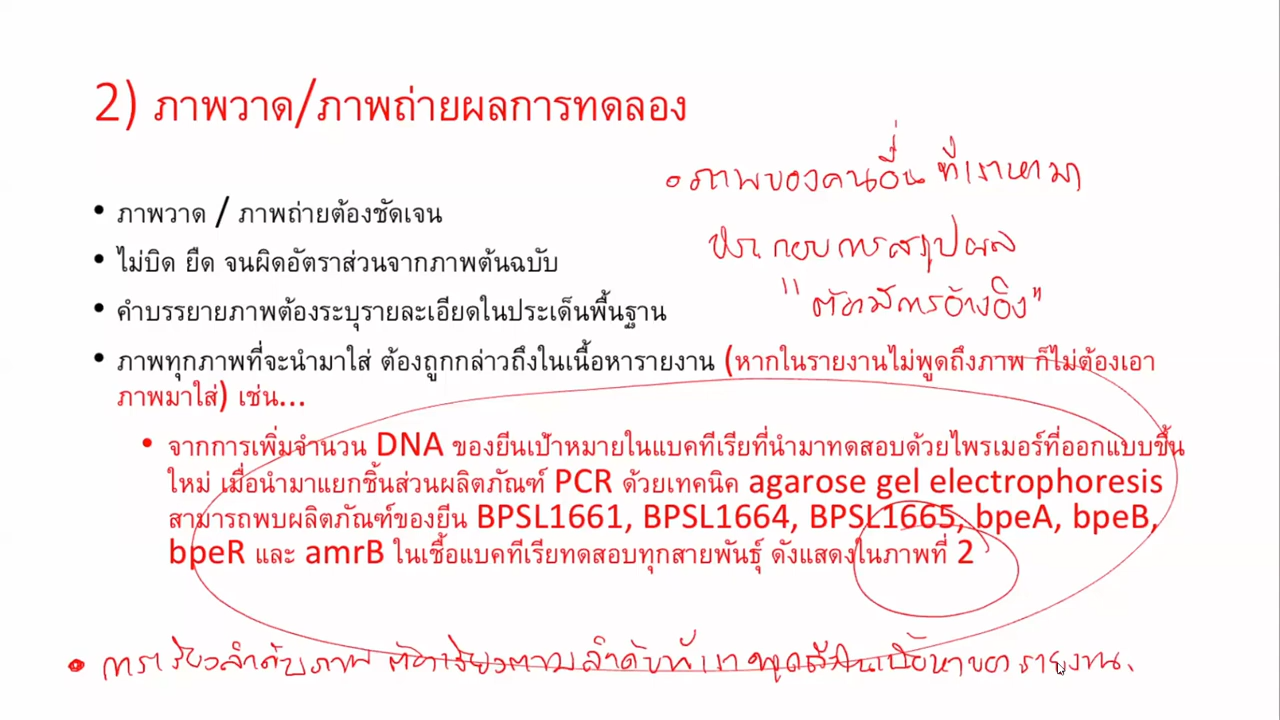 2) ภาพวาด/ภาพถ่ายผลการทดลอง
• ภาพของคนอื่น ที่เราหามา
ประกอบการสรุปผล
"ต้องมีการอ้างอิง"
• ภาพวาด / ภาพถ่ายต้องชัดเจน
• ไม่บิด ยืด จนผิดอัตราส่วนจากภาพต้นฉบับ
• คำบรรยายภาพต้องระบุรายละเอียดในประเด็นพื้นฐาน
• ภาพทุกภาพที่จะนำมาใส่ ต้องถูกกล่าวถึงในเนื้อหารายงาน (หากในรายงานไม่พูดถึงภาพ ก็ไม่ต้องเอา
ภาพมาใส่) เช่น...
• จากการเพิ่มจำนวน DNA ของยีนเป้าหมายในแบคทีเรียที่นำมาทดสอบด้วยไพรเมอร์ที่ออกแบบขึ้น
ใหม่ เมื่อนำมาแยกชิ้นส่วนผลิตภัณฑ์ PCR ด้วยเทคนิค agarose gel electrophoresis
สามารถพบผลิตภัณฑ์ของยีน BPSL1661, BPSL1664, BPSL1665, bpeA, bpeB,
bpeR และ amrB ในเชื้อแบคทีเรียทดสอบทุกสายพันธุ์ ดังแสดงในภาพที่ 2
• การเรียงลำดับภาพ ต้องเรียงตามลำดับที่เราพูดถึงในเนื้อหาของรายงาน.